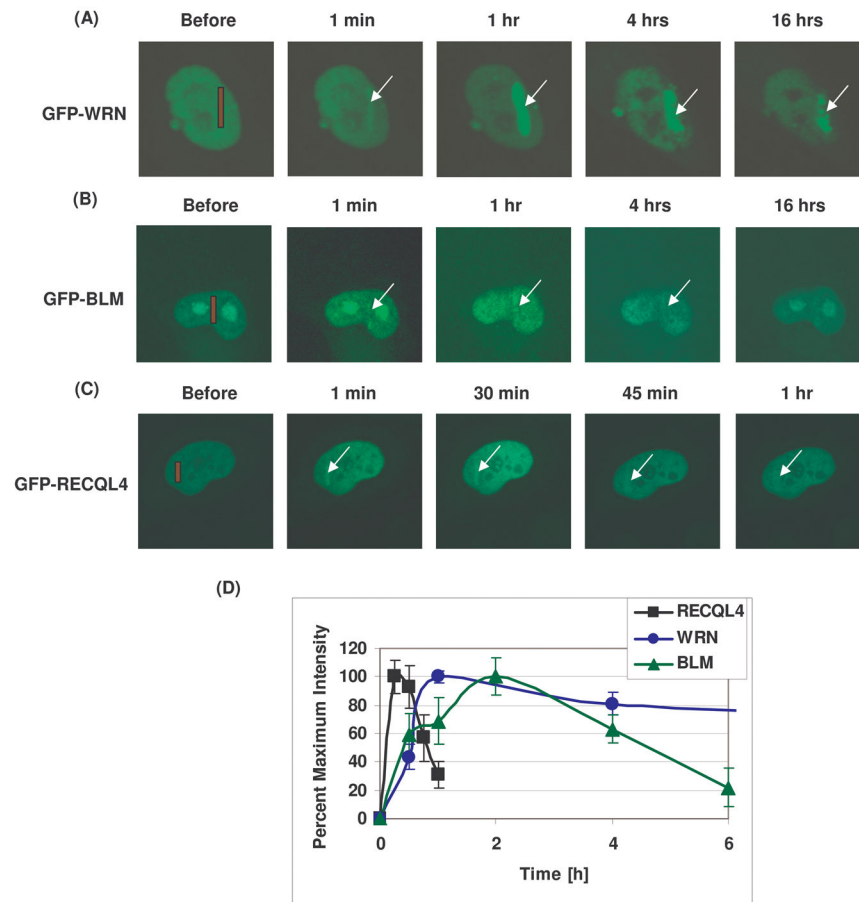 (A)
Before 1 min 1 hr 4 hrs 16 hrs
GFP-WRN
(B)
Before 1 min 1 hr 4 hrs 16 hrs
GFP-BLM
(C)
Before 1 min 30 min 45 min 1 hr
GFP-RECQL4
(D)
RECQL4
WRN
BLM
Percent Maximum Intensity
120
100
80
60
40
20
0
0 2 4 6
Time [h]